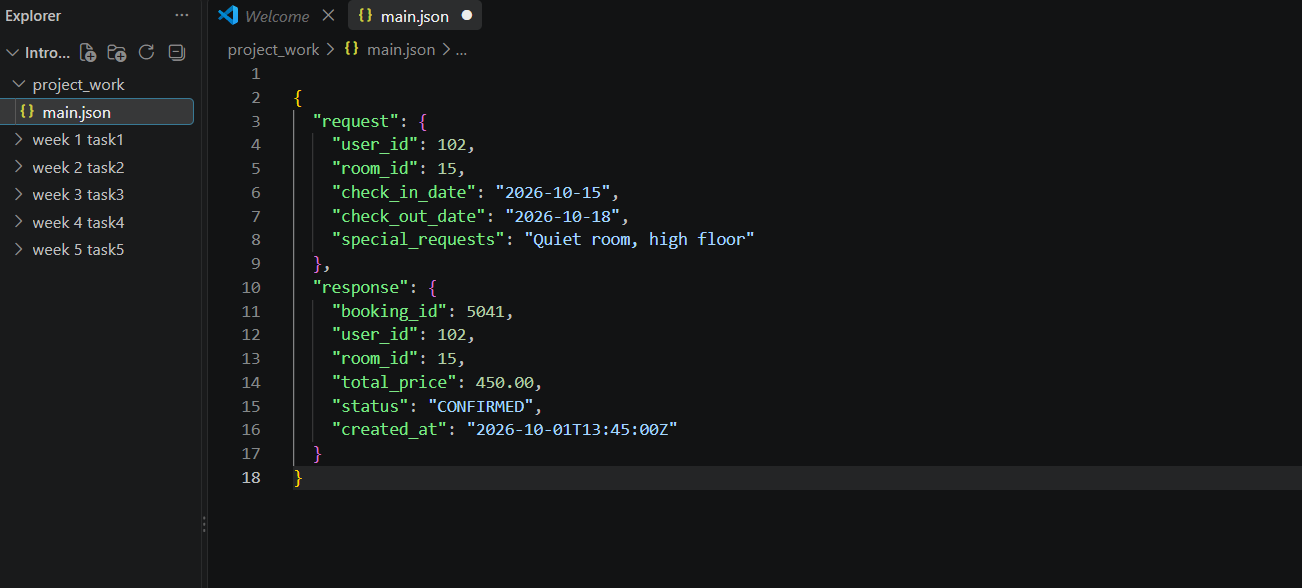 Explorer ...
Intro...
project_work
{} main.json
week 1 task1
week 2 task2
week 3 task3
week 4 task4
week 5 task5
Welcome
{} main.json
project_work > {} main.json > ...
1
2 {
3 "request": {
4 "user_id": 102,
5 "room_id": 15,
6 "check_in_date": "2026-10-15",
7 "check_out_date": "2026-10-18",
8 "special_requests": "Quiet room, high floor"
9 },
10 "response": {
11 "booking_id": 5041,
12 "user_id": 102,
13 "room_id": 15,
14 "total_price": 450.00,
15 "status": "CONFIRMED",
16 "created_at": "2026-10-01T13:45:00Z"
17 }
18 }